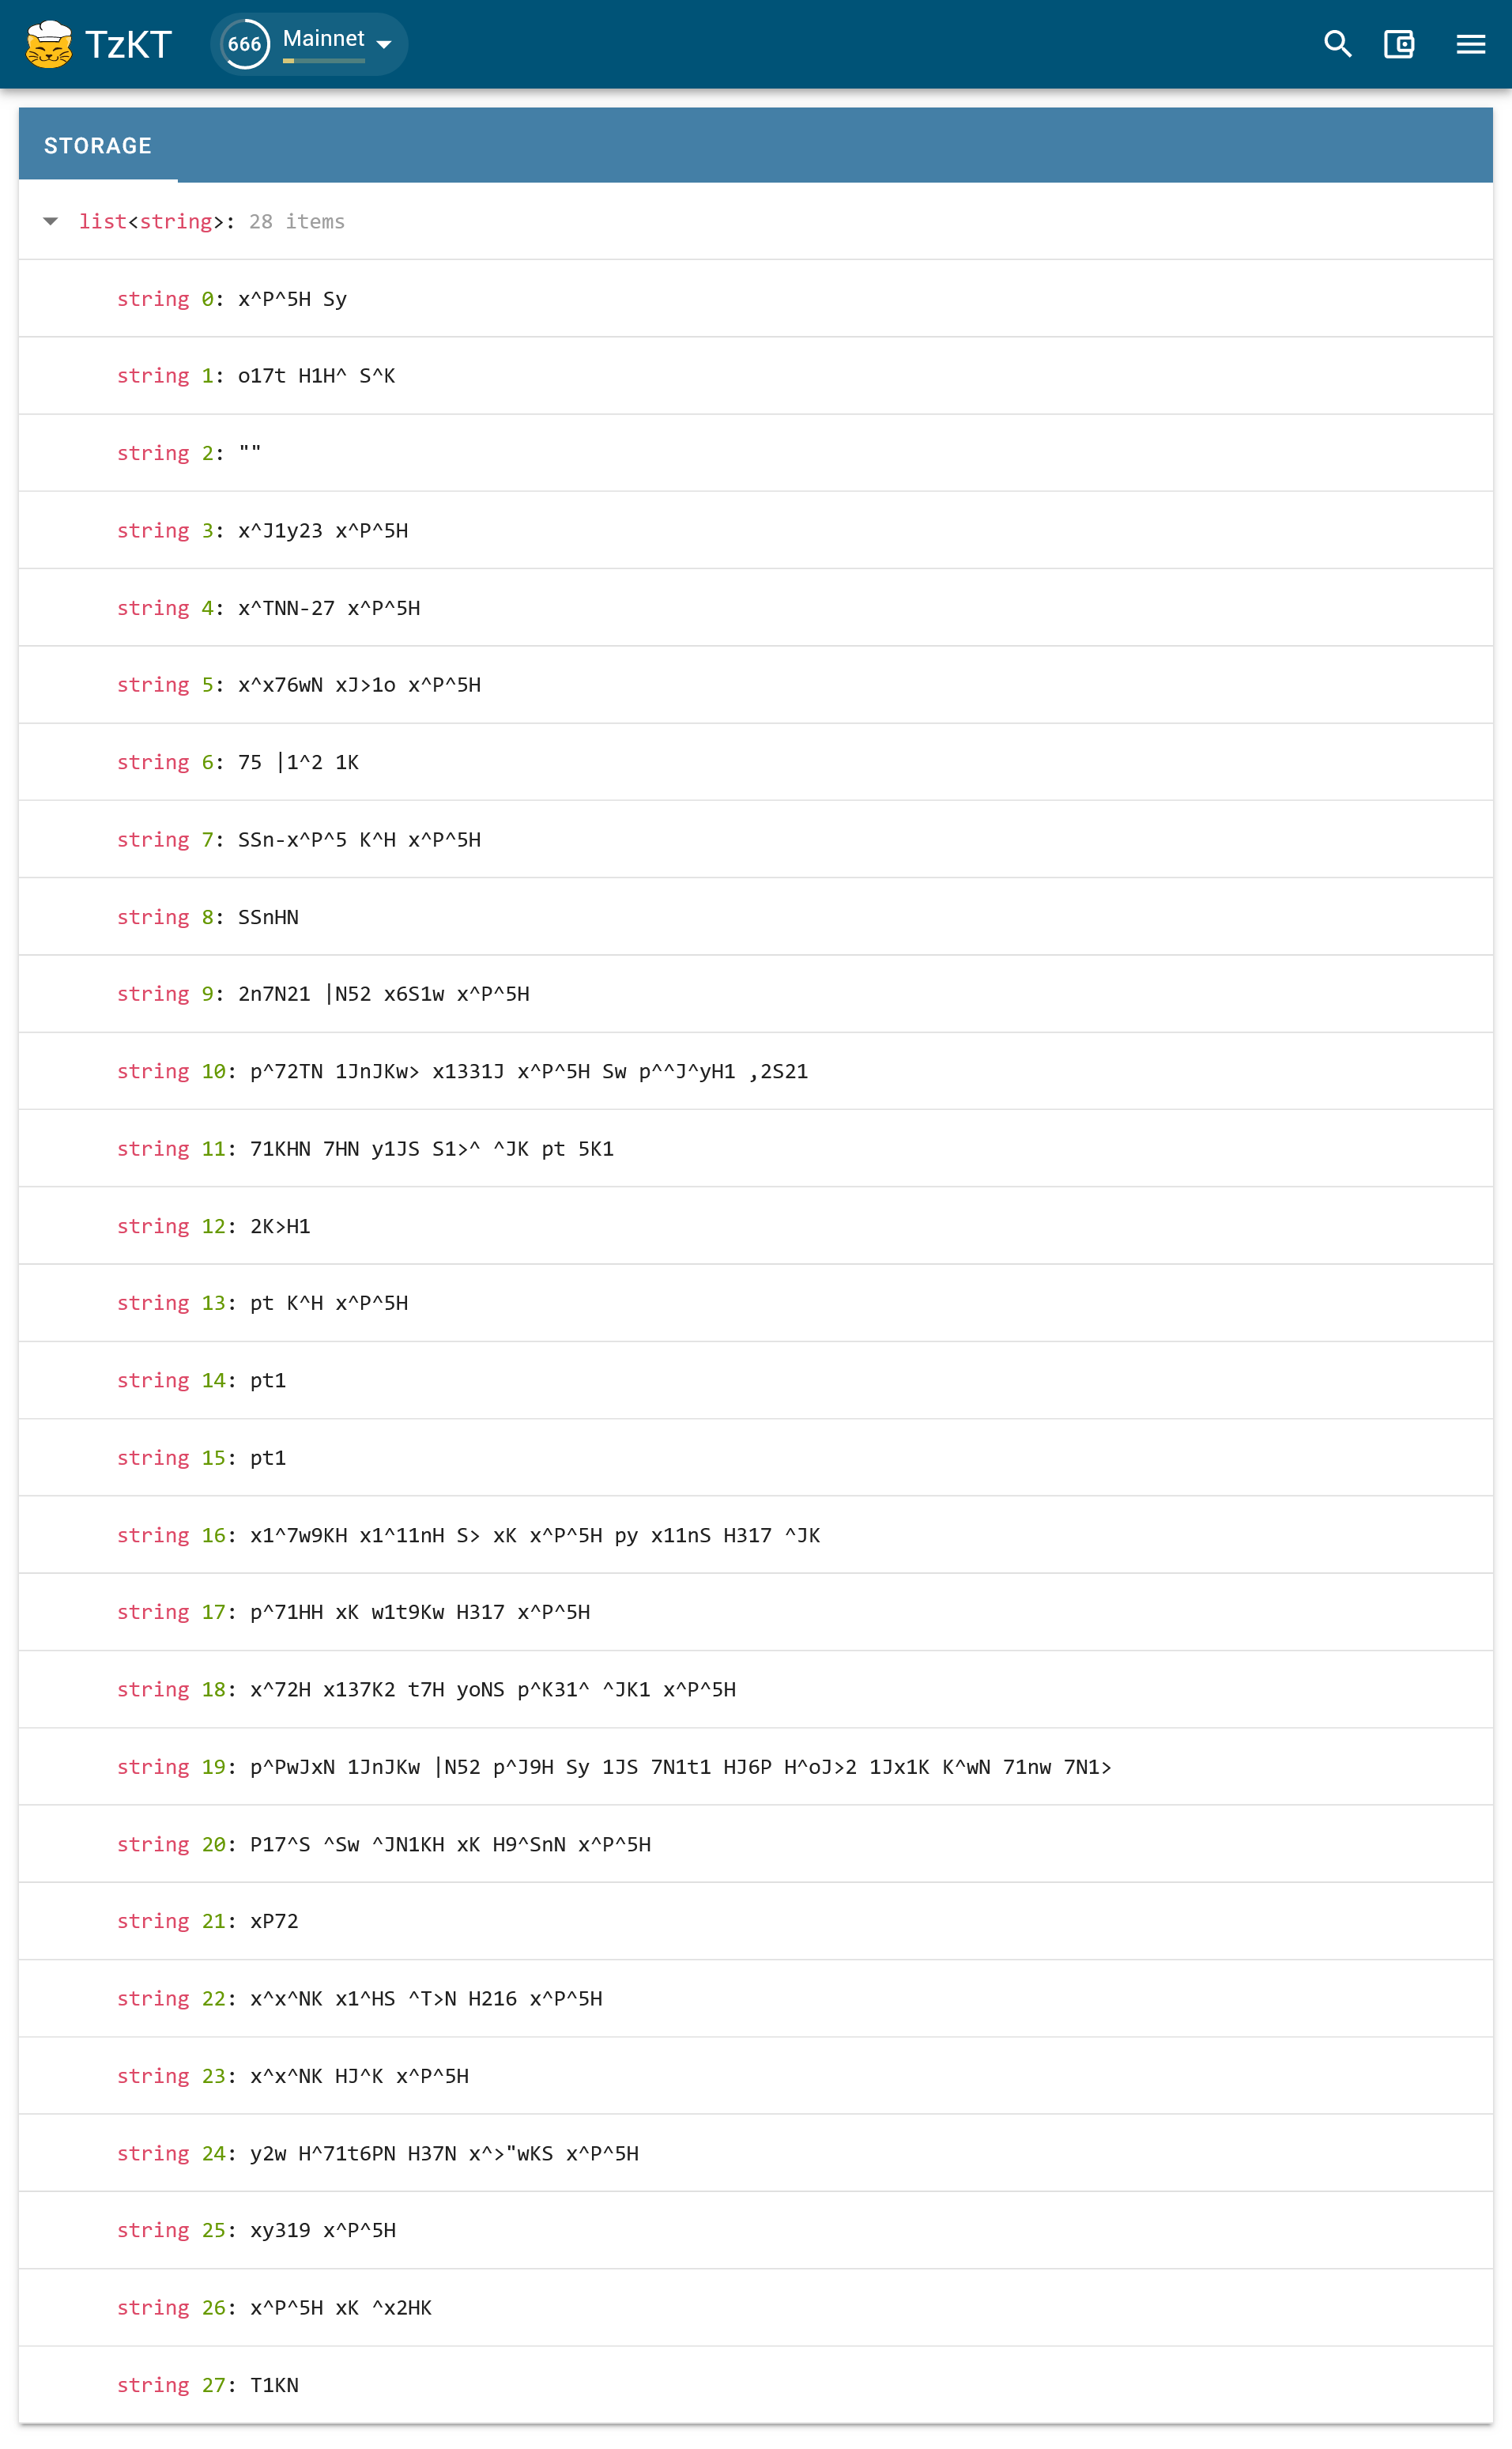 TzKT
666
Mainnet
STORAGE
list<string>: 28 items
string 0: x^P^5H Sy
string 1: o17t H1H^ S^K
string 2: ""
string 3: x^J1y23 x^P^5H
string 4: x^TNN-27 x^P^5H
string 5: x^x76wN xJ>1o x^P^5H
string 6: 75 |1^2 1K
string 7: SSn-x^P^5 K^H x^P^5H
string 8: SSnHN
string 9: 2n7N21 |N52 x6S1w x^P^5H
string 10: p^72TN 1JnJKw> x1331J x^P^5H Sw p^^J^yH1 ,2S21
string 11: 71KHN 7HN y1JS S1>^ ^JK pt 5K1
string 12: 2K>H1
string 13: pt K^H x^P^5H
string 14: pt1
string 15: pt1
string 16: x1^7w9KH x1^11nH S> xK x^P^5H py x11nS H317 ^JK
string 17: p^71HH xK w1t9Kw H317 x^P^5H
string 18: x^72H x137K2 t7H yoNS p^K31^ ^JK1 x^P^5H
string 19: p^PwJxN 1JnJKw |N52 p^J9H Sy 1JS 7N1t1 HJ6P H^oJ>2 1Jx1K K^wN 71nw 7N1>
string 20: P17^S ^Sw ^JN1KH xK H9^SnN x^P^5H
string 21: xP72
string 22: x^x^NK x1^HS ^T>N H216 x^P^5H
string 23: x^x^NK HJ^K x^P^5H
string 24: y2w H^71t6PN H37N x^>"wKS x^P^5H
string 25: xy319 x^P^5H
string 26: x^P^5H xK ^x2HK
string 27: T1KN